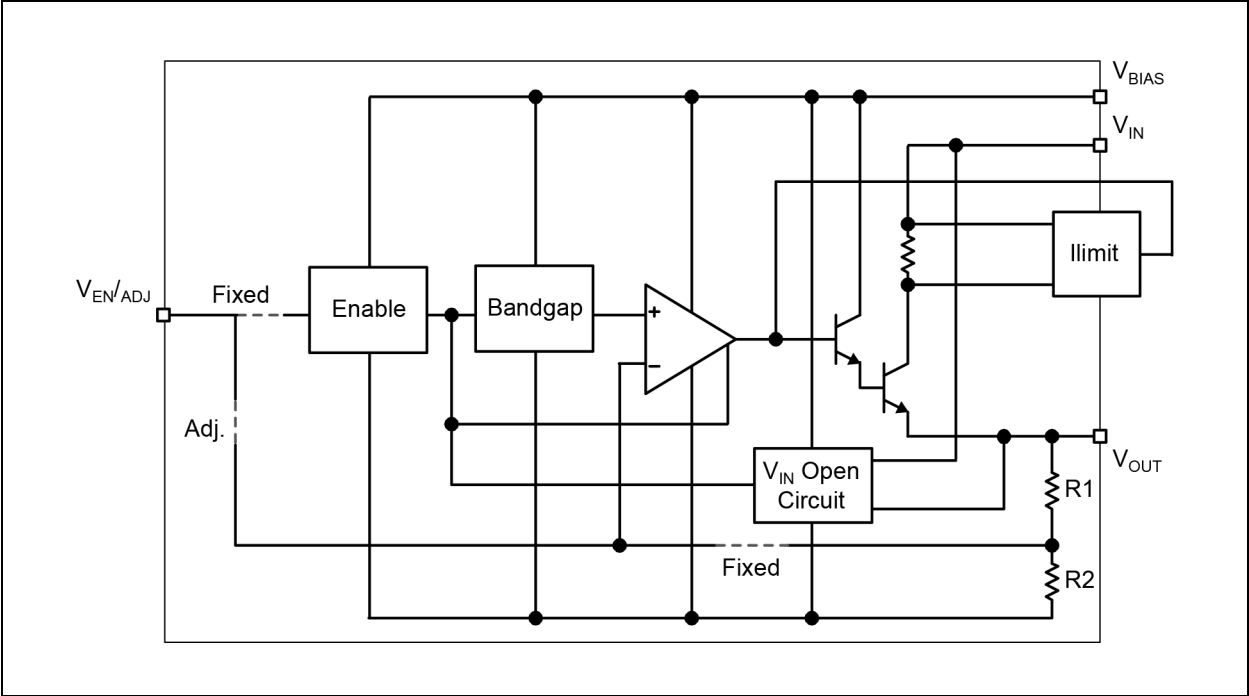 VBIAS
VIN
VEN/ADJ
Fixed
Enable
Bandgap
+
−
Ilimit
Adj.
VIN Open
Circuit
VOUT
R1
Fixed
R2